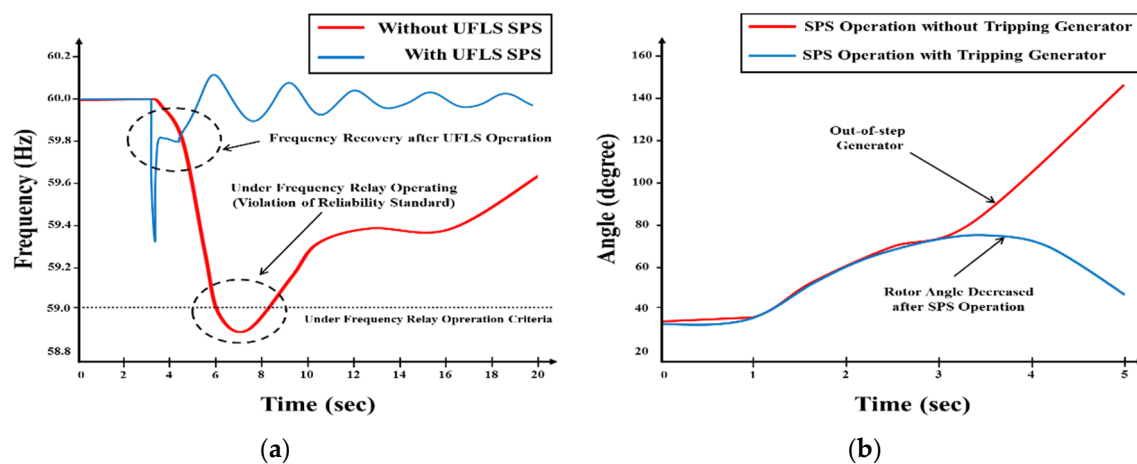 (a)
Without UFLS SPS
With UFLS SPS
Frequency (Hz)
60.2
60.0
59.8
59.6
59.4
59.2
59.0
58.8
Frequency Recovery after UFLS Operation
Under Frequency Relay Operating
(Violation of Reliability Standard)
Under Frequency Relay Opreration Criteria
0 2 4 6 8 10 12 14 16 18 20
Time (sec)
(b)
SPS Operation without Tripping Generator
SPS Operation with Tripping Generator
Angle (degree)
160
140
120
100
80
60
40
20
Out-of-step
Generator
Rotor Angle Decreased
after SPS Operation
0 1 2 3 4 5
Time (sec)